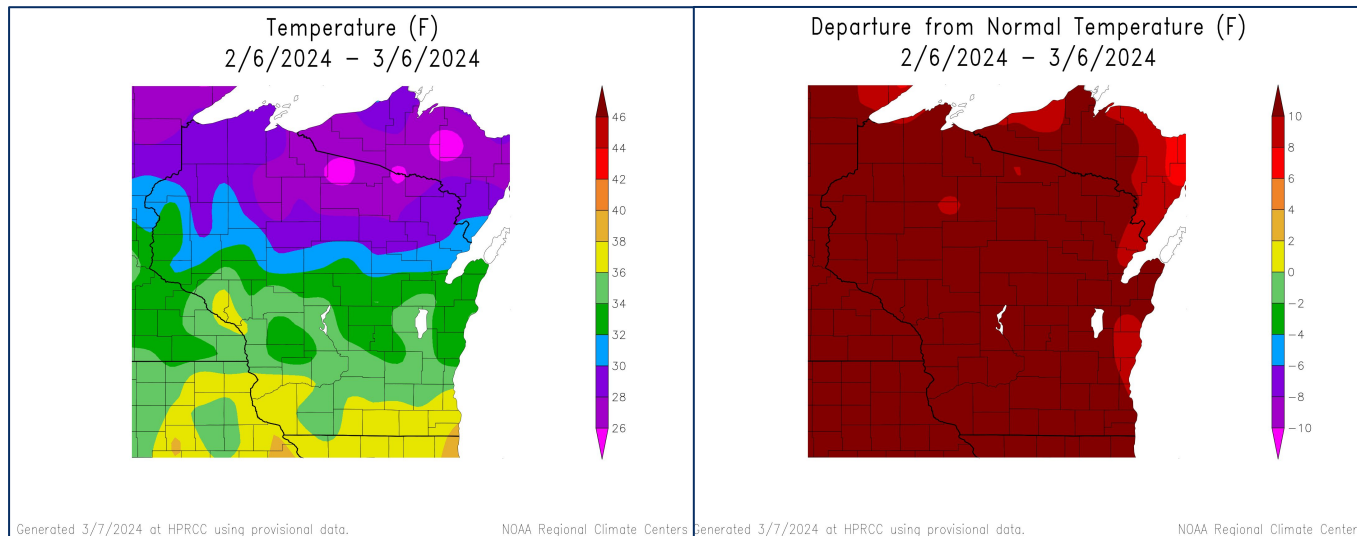 Temperature (F)
2/6/2024 – 3/6/2024
46
44
42
40
38
36
34
32
30
28
26
Generated 3/7/2024 at HPRCC using provisional data.
NOAA Regional Climate Centers
Departure from Normal Temperature (F)
2/6/2024 – 3/6/2024
10
8
6
4
2
0
-2
-4
-6
-8
-10
Generated 3/7/2024 at HPRCC using provisional data.
NOAA Regional Climate Center